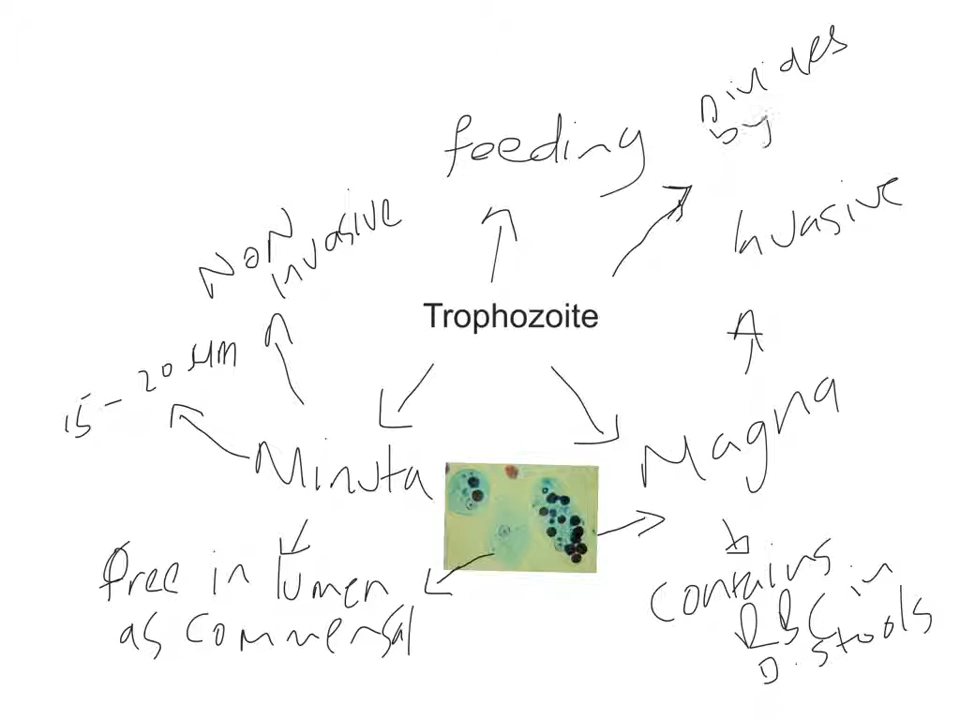 Divides
by
feeding
Invasive
NON
invasive
Trophozoite
15-20 µm
Magna
Minuta
free in lumen
as commensal
contains
RBC in
D. stools